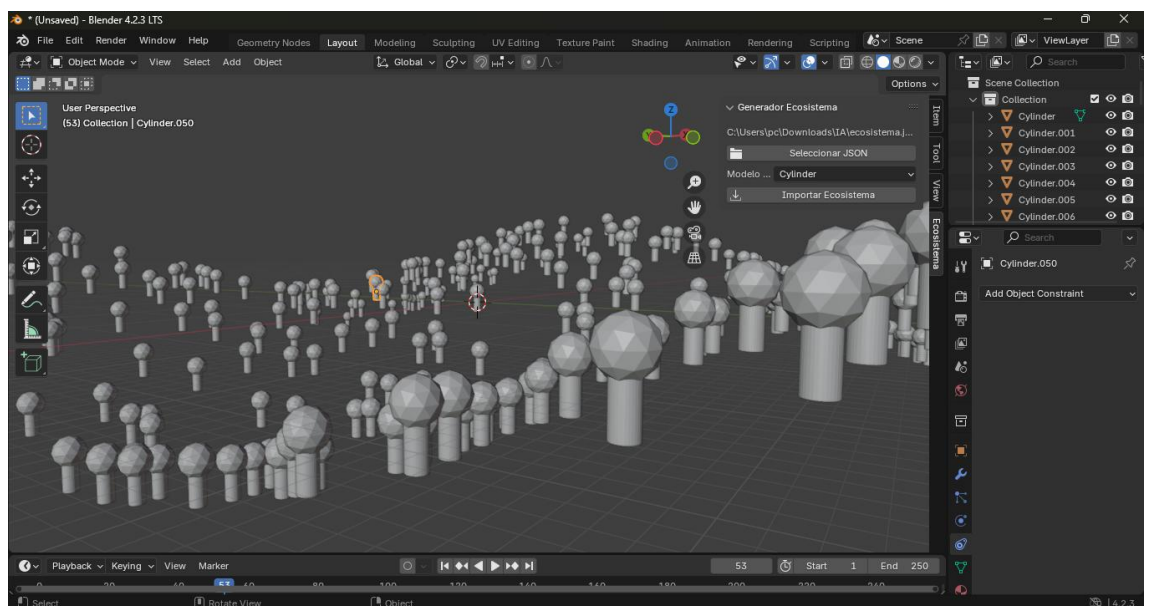 * (Unsaved) - Blender 4.2.3 LTS
File Edit Render Window Help Geometry Nodes Layout Modeling Sculpting UV Editing Texture Paint Shading Animation Rendering Scripting Scene ViewLayer
Object Mode View Select Add Object Global Search
Options
User Perspective
(53) Collection | Cylinder.050
Z
Generador Ecosistema
C:\Users\pc\Downloads\IA\ecosistema.j...
Seleccionar JSON
Modelo ... Cylinder
Importar Ecosistema
Item
Tool
View
Ecosistema
Scene Collection
Collection
Cylinder
Cylinder.001
Cylinder.002
Cylinder.003
Cylinder.004
Cylinder.005
Cylinder.006
Search
Cylinder.050
Add Object Constraint
Playback Keying View Marker 53 Start 1 End 250
53
Select Rotate View Object 4.2.3